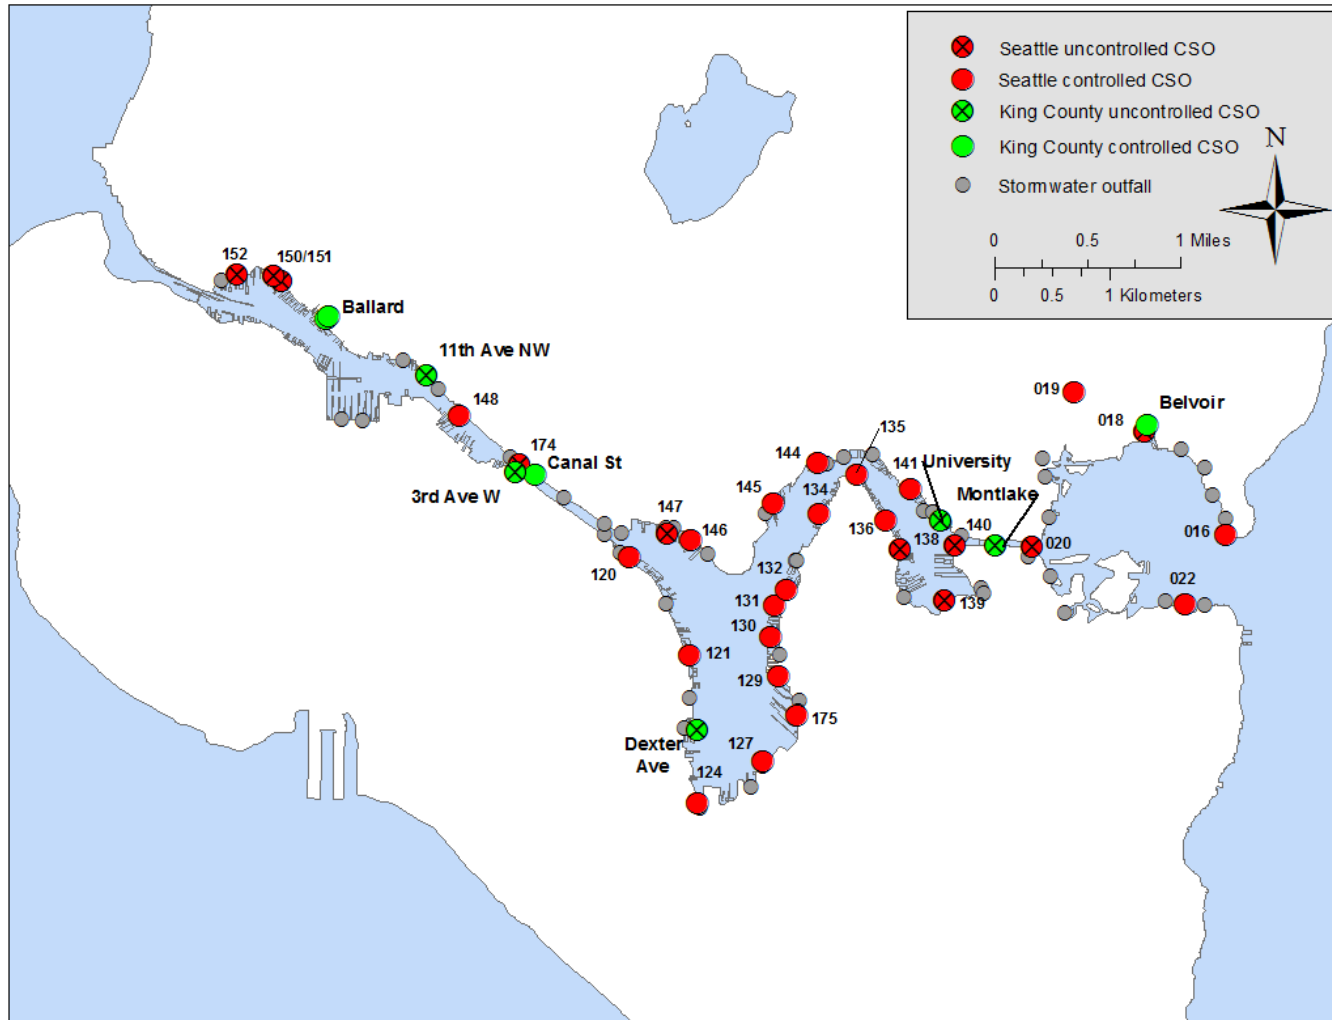 Seattle uncontrolled CSO
Seattle controlled CSO
King County uncontrolled CSO
King County controlled CSO
Stormwater outfall
N
0 0.5 1 Miles
0 0.5 1 Kilometers
152
150/151
Ballard
11th Ave NW
148
174
Canal St
3rd Ave W
147
146
120
121
Dexter
Ave
124
127
175
129
130
131
132
134
145
144
135
136
141
University
Montlake
138
140
139
020
019
018
Belvoir
016
022